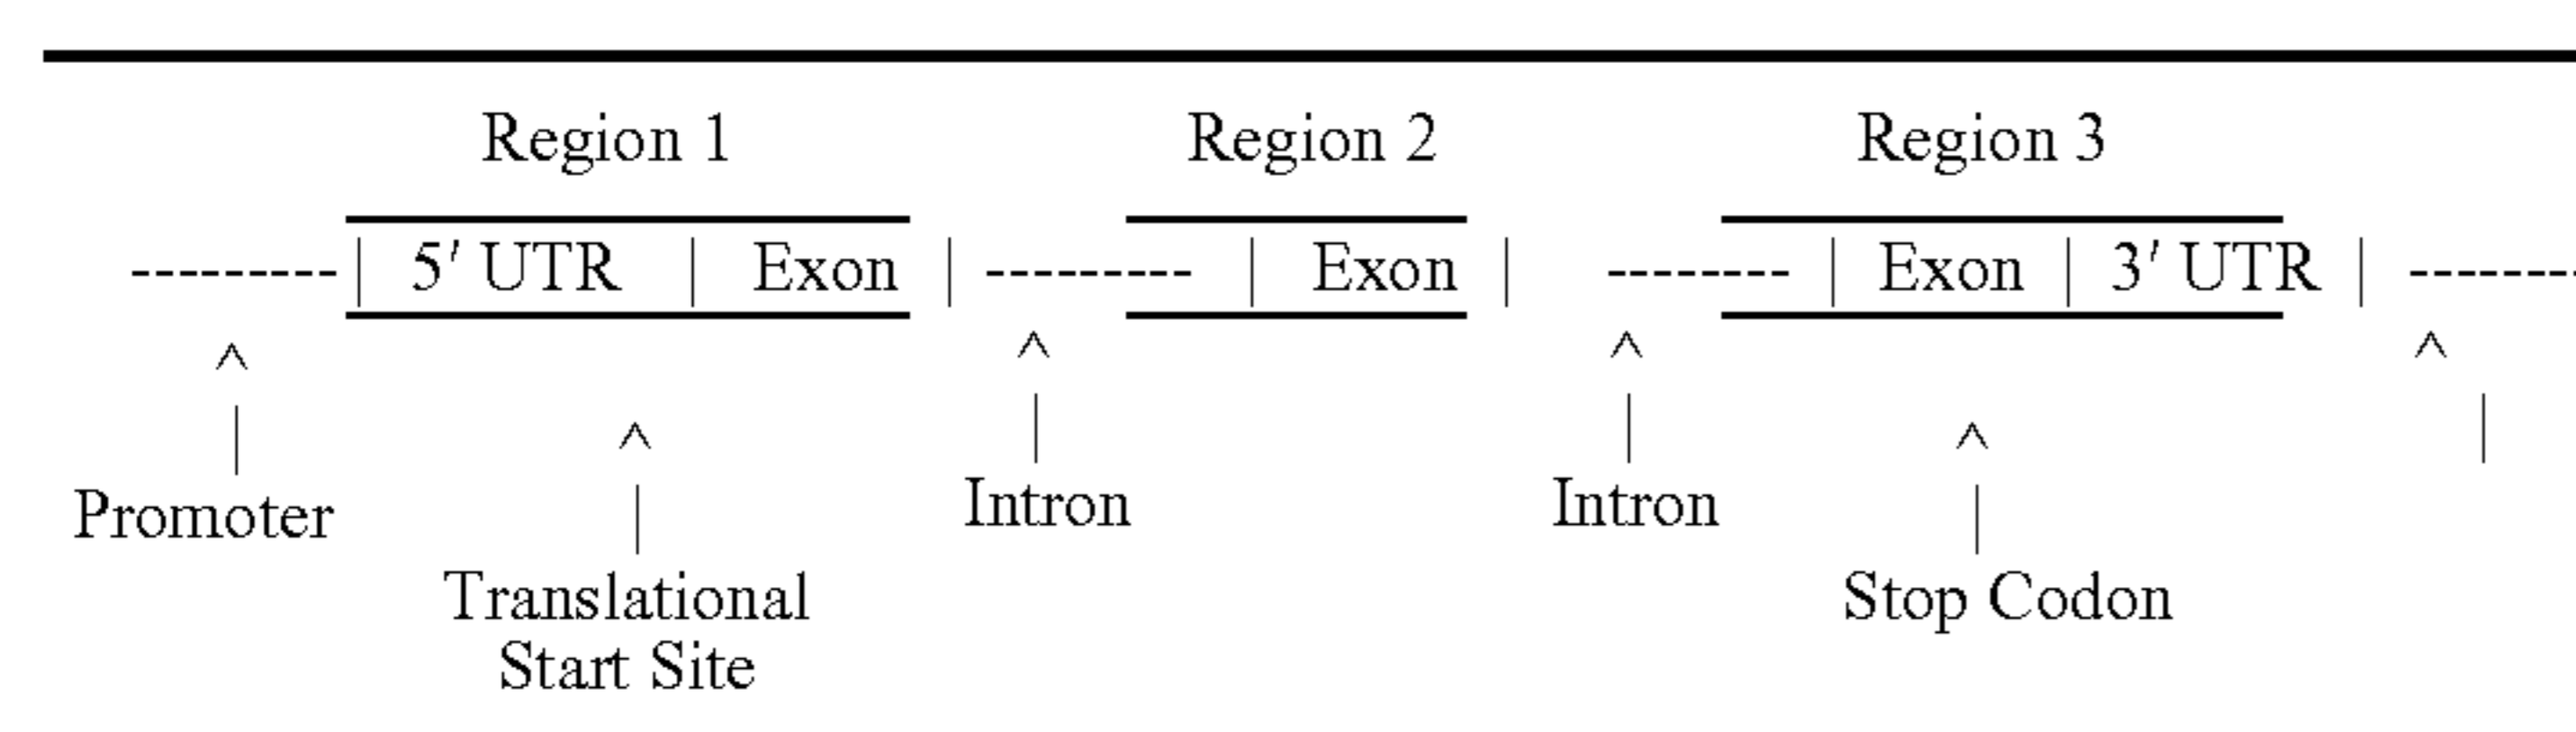 Region 1 Region 2 Region 3
--------- | 5′ UTR | Exon | --------- | Exon | -------- | Exon | 3′ UTR | -------
Promoter Intron Intron
Translational Stop Codon
Start Site